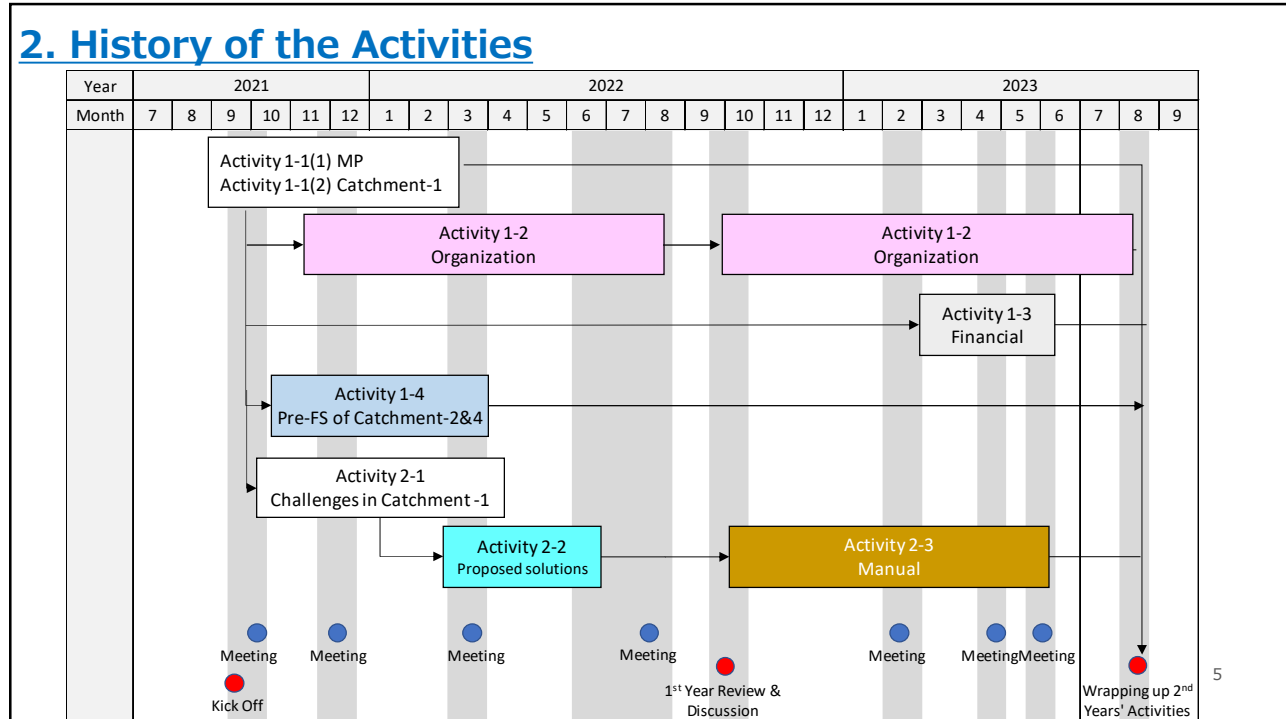 2. History of the Activities
Year 2021 2022 2023
Month 7 8 9 10 11 12 1 2 3 4 5 6 7 8 9 10 11 12 1 2 3 4 5 6 7 8 9
Activity 1-1(1) MP
Activity 1-1(2) Catchment-1
Activity 1-2
Organization
Activity 1-2
Organization
Activity 1-3
Financial
Activity 1-4
Pre-FS of Catchment-2&4
Activity 2-1
Challenges in Catchment -1
Activity 2-2
Proposed solutions
Activity 2-3
Manual
Meeting Meeting Meeting Meeting Meeting Meeting Meeting
Kick Off
1st Year Review &
Discussion
Wrapping up 2nd
Years' Activities
5